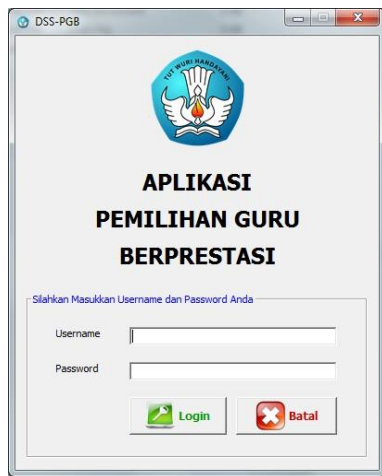 DSS-PGB
TUT WURI HANDAYANI
APLIKASI
PEMILIHAN GURU
BERPRESTASI
Silahkan Masukkan Username dan Password Anda
Username
Password
Login
Batal